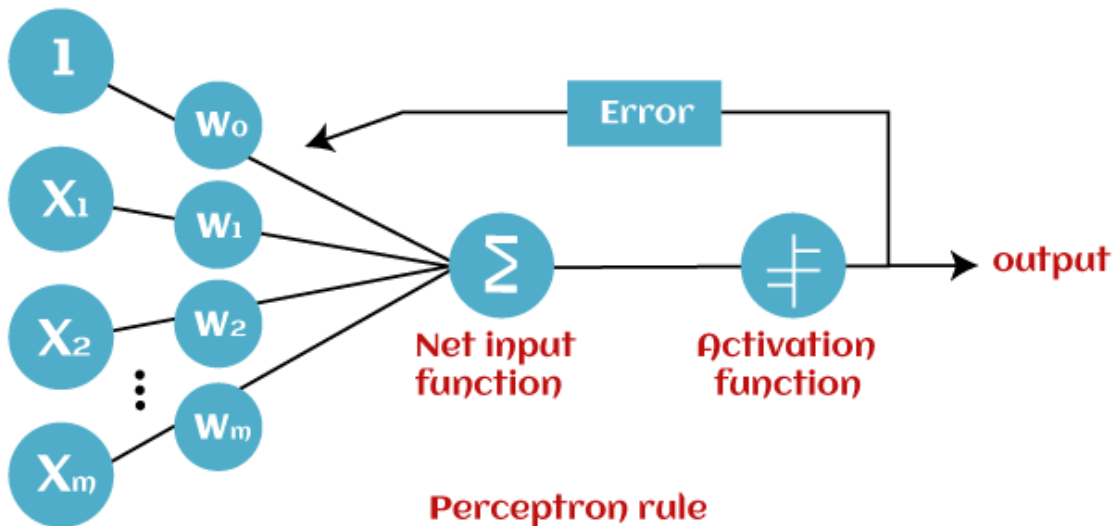 1
W₀
Error
X₁
W₁
Σ
output
X₂
W₂
Net input
function
Activation
function
Wₘ
Xₘ
Perceptron rule